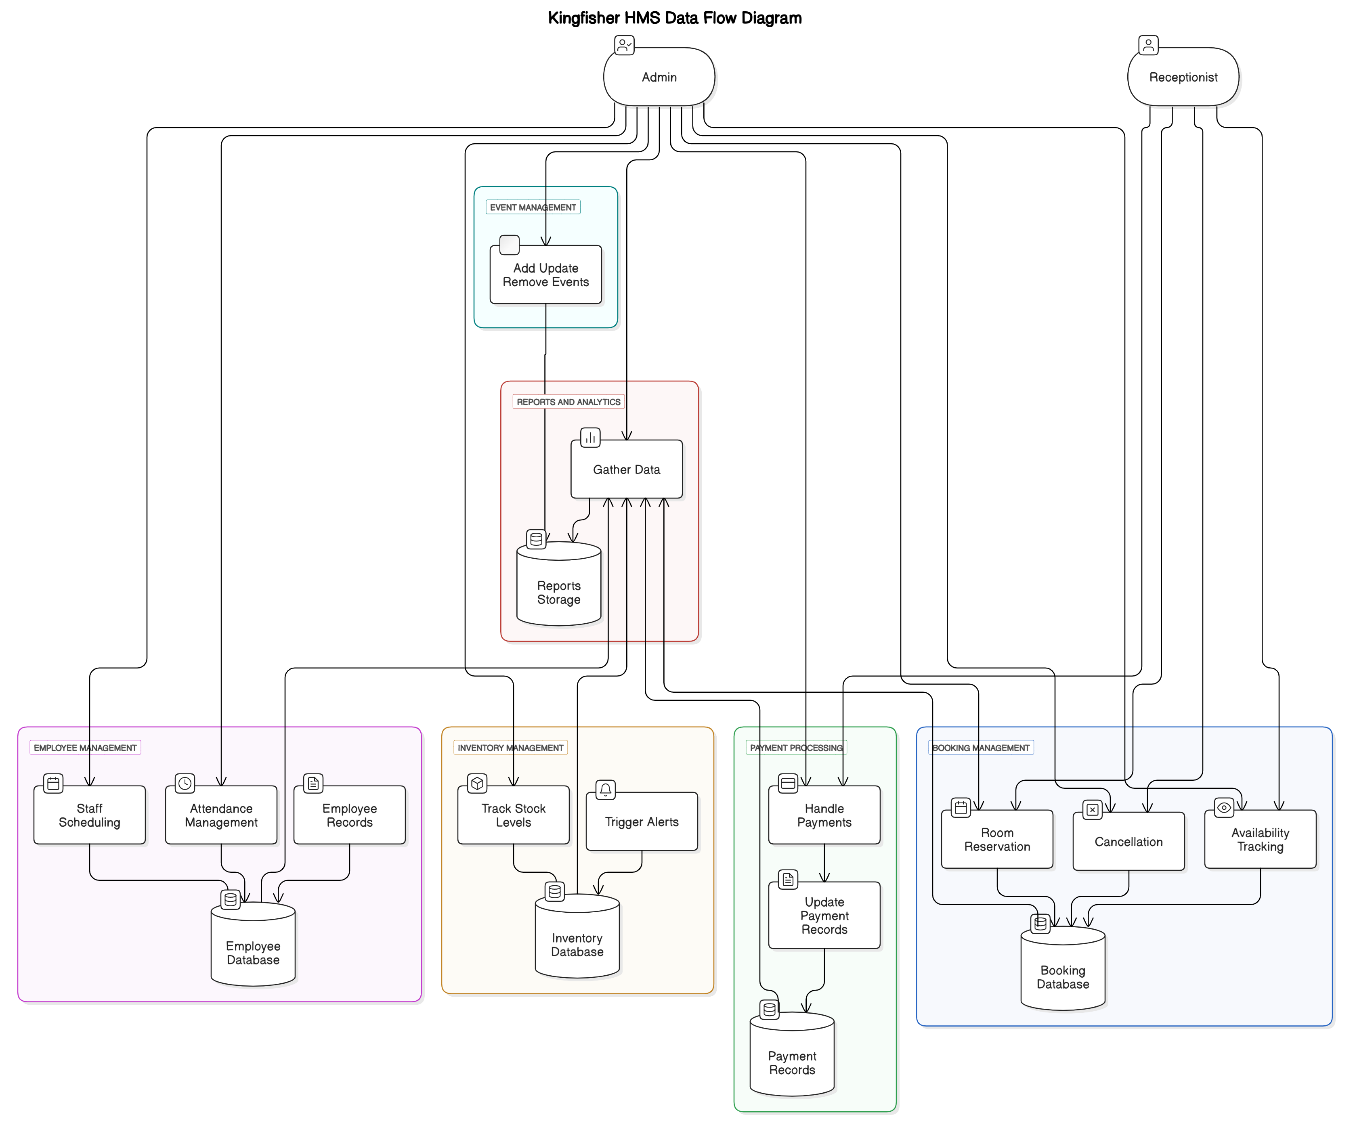 Kingfisher HMS Data Flow Diagram
Admin
Receptionist
EVENT MANAGEMENT
Add Update
Remove Events
REPORTS AND ANALYTICS
Gather Data
Reports
Storage
EMPLOYEE MANAGEMENT
Staff
Scheduling
Attendance
Management
Employee
Records
Employee
Database
INVENTORY MANAGEMENT
Track Stock
Levels
Trigger Alerts
Inventory
Database
PAYMENT PROCESSING
Handle
Payments
Update
Payment
Records
Payment
Records
BOOKING MANAGEMENT
Room
Reservation
Cancellation
Availability
Tracking
Booking
Database